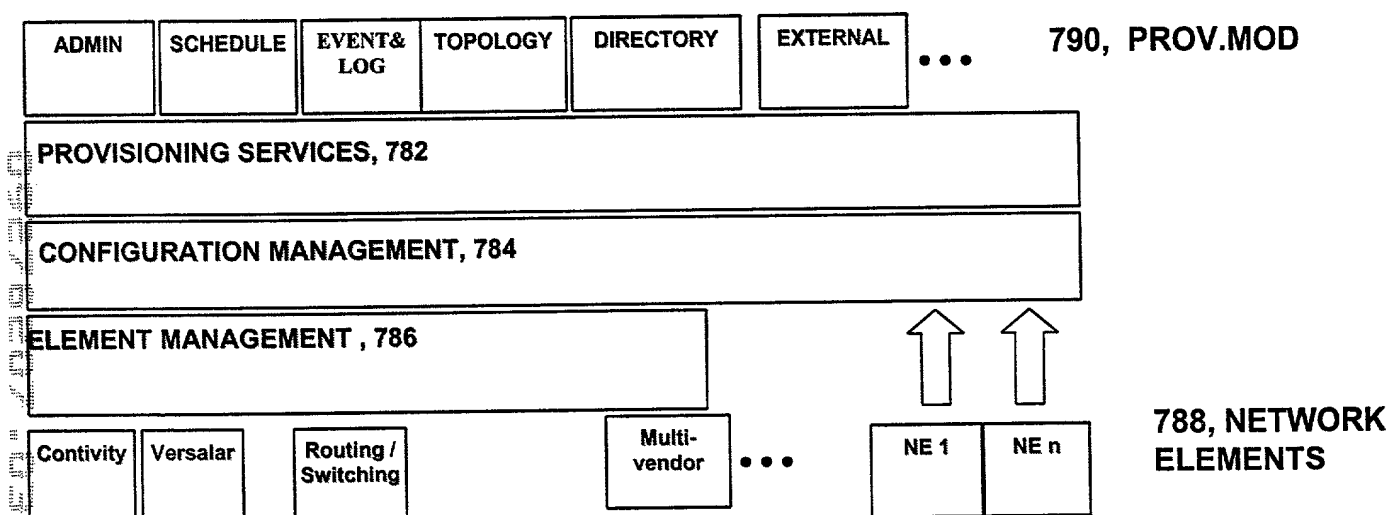 ADMIN
SCHEDULE
EVENT&
LOG
TOPOLOGY
DIRECTORY
EXTERNAL
790, PROV.MOD
PROVISIONING SERVICES, 782
CONFIGURATION MANAGEMENT, 784
ELEMENT MANAGEMENT , 786
Contivity
Versalar
Routing /
Switching
Multi-
vendor
NE 1
NE n
788, NETWORK
ELEMENTS